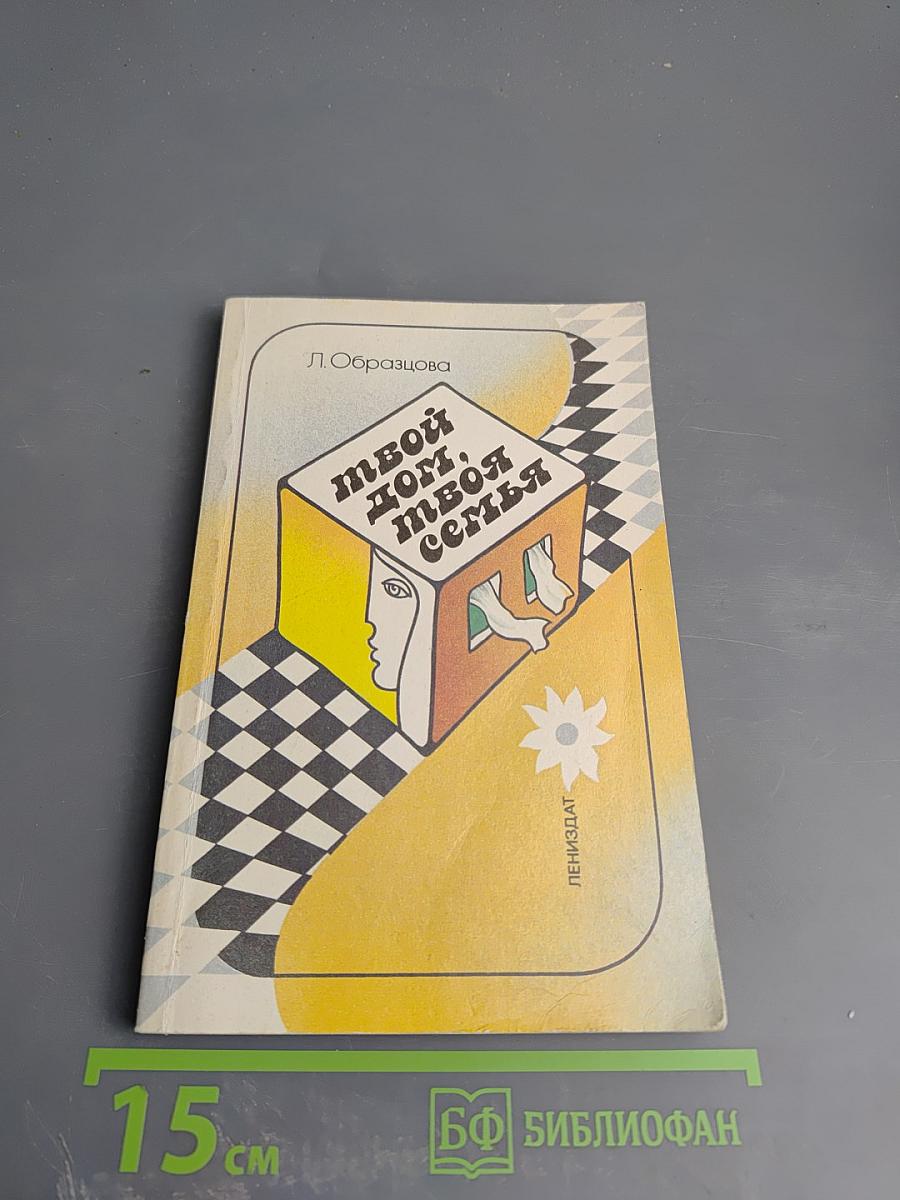 Л. Образцова
ТВОЙ
ДОМ,
ТВОЯ
СЕМЬЯ
ЛЕНИЗДАТ
15 см
БФ БИБЛИОФАН